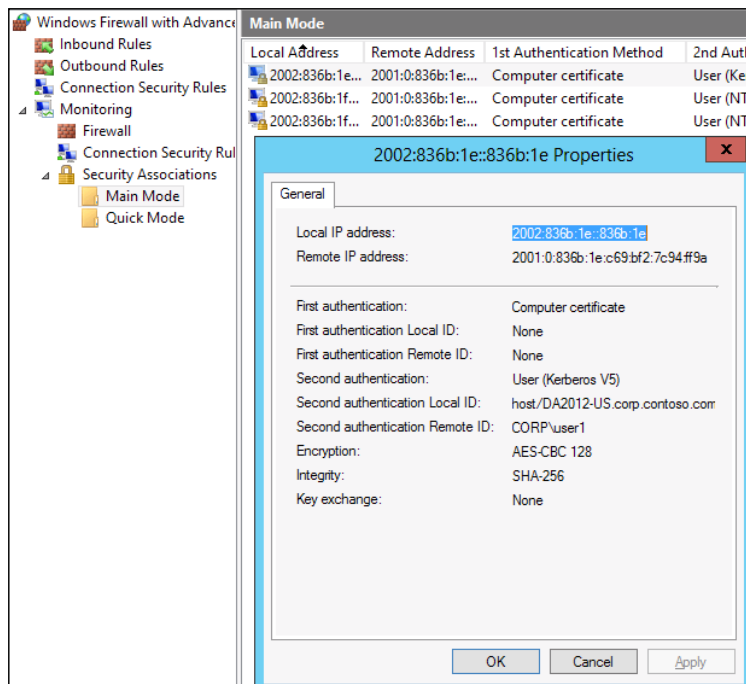 Windows Firewall with Advance
Inbound Rules
Outbound Rules
Connection Security Rules
Monitoring
Firewall
Connection Security Rul
Security Associations
Main Mode
Quick Mode
Main Mode
Local Address Remote Address 1st Authentication Method 2nd Aut
2002:836b:1e... 2001:0:836b:1e:... Computer certificate User (Ke
2002:836b:1f... 2001:0:836b:1e:... Computer certificate User (NT
2002:836b:1f... 2001:0:836b:1e:... Computer certificate User (NT
2002:836b:1e::836b:1e Properties
x
General
Local IP address: 2002:836b:1e::836b:1e
Remote IP address: 2001:0:836b:1e:c69:bf2:7c94:ff9a
First authentication: Computer certificate
First authentication Local ID: None
First authentication Remote ID: None
Second authentication: User (Kerberos V5)
Second authentication Local ID: host/DA2012-US.corp.contoso.com
Second authentication Remote ID: CORP\user1
Encryption: AES-CBC 128
Integrity: SHA-256
Key exchange: None
OK Cancel Apply